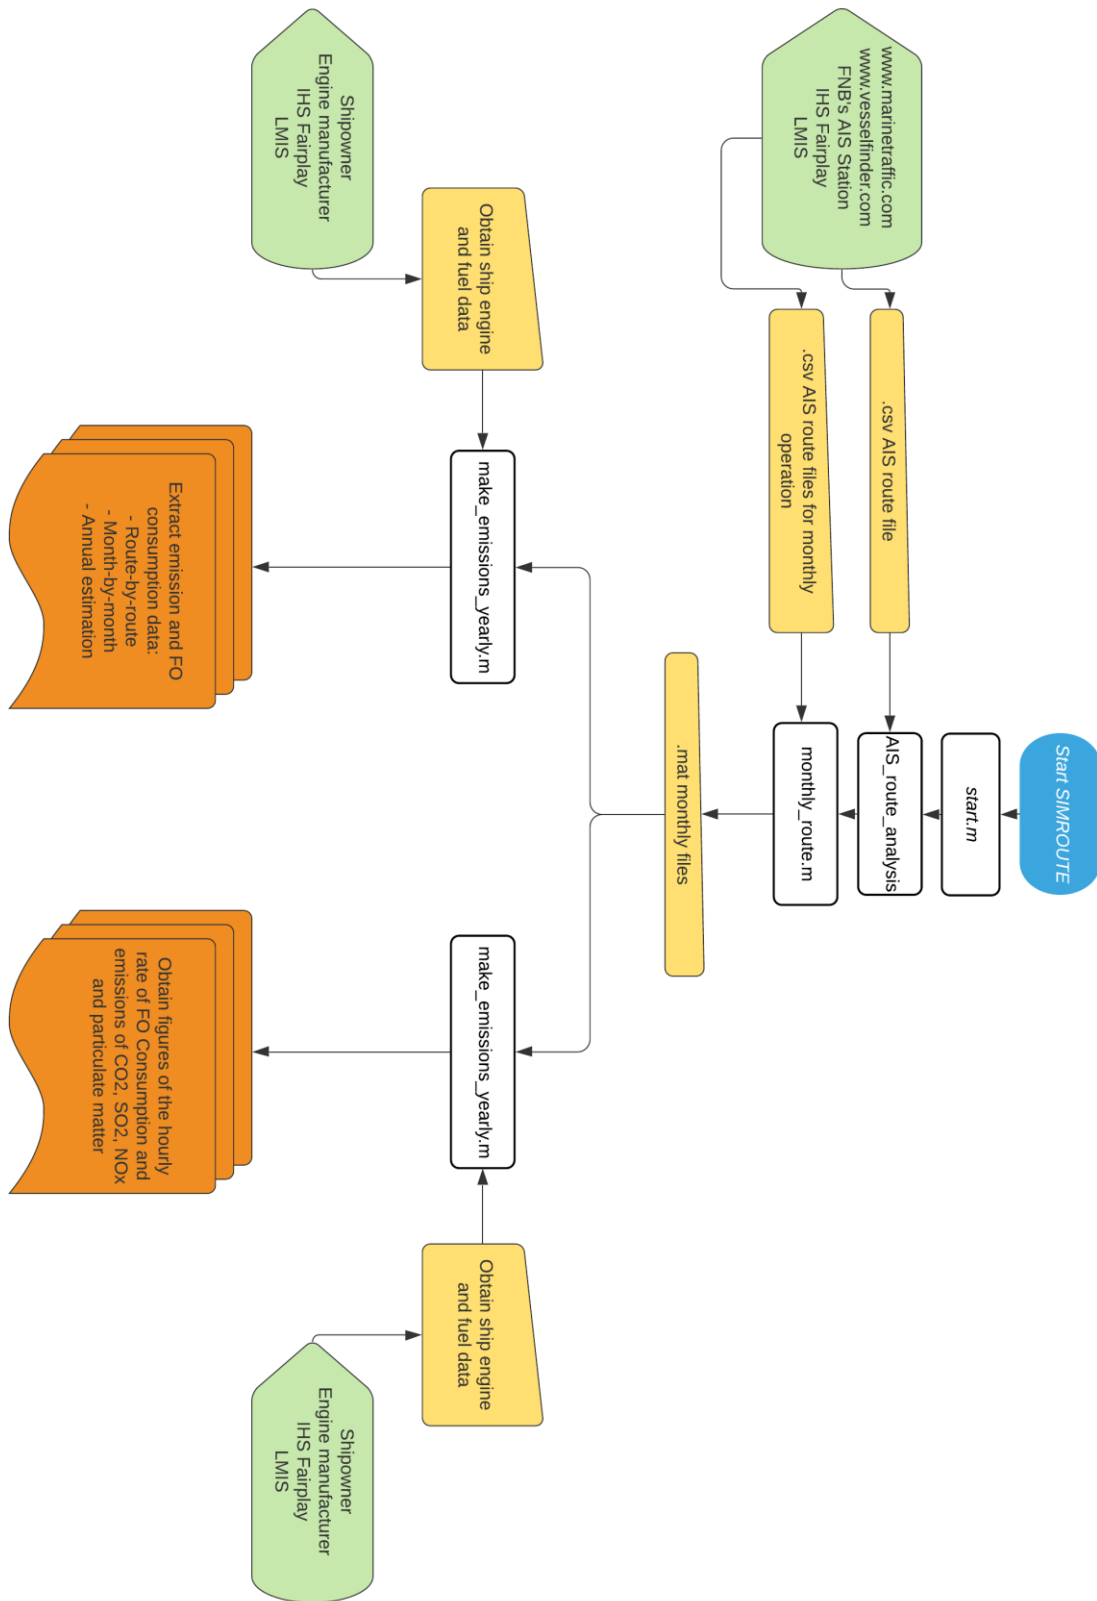 Start SIMROUTE
start.m
www.marinetraffic.com
www.vesselfinder.com
FNB's AIS Station
IHS Fairplay
LMIS
.csv AIS route file
AIS_route_analysis
.csv AIS route files for monthly
operation
monthly_route.m
.mat monthly files
Shipowner
Engine manufacturer
IHS Fairplay
LMIS
Obtain ship engine
and fuel data
make_emissions_yearly.m
make_emissions_yearly.m
Obtain ship engine
and fuel data
Shipowner
Engine manufacturer
IHS Fairplay
LMIS
Extract emission and FO
consumption data:
- Route-by-route
- Month-by-month
- Annual estimation
Obtain figures of the hourly
rate of FO Consumption and
emissions of CO2, SO2, NOx
and particulate matter